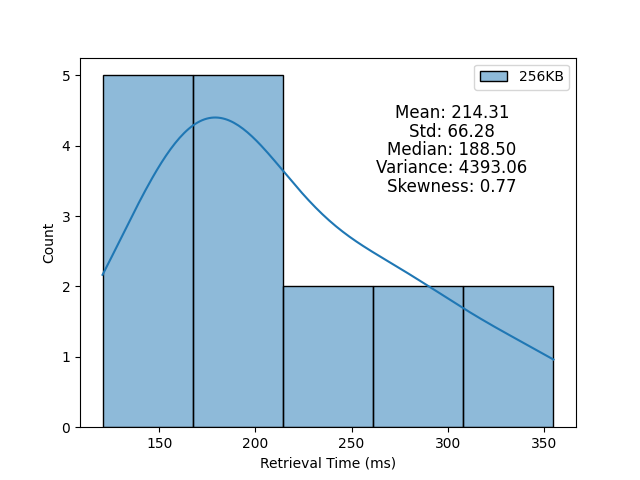 256KB
Mean: 214.31
Std: 66.28
Median: 188.50
Variance: 4393.06
Skewness: 0.77
Count
5
4
3
2
1
0
150 200 250 300 350
Retrieval Time (ms)